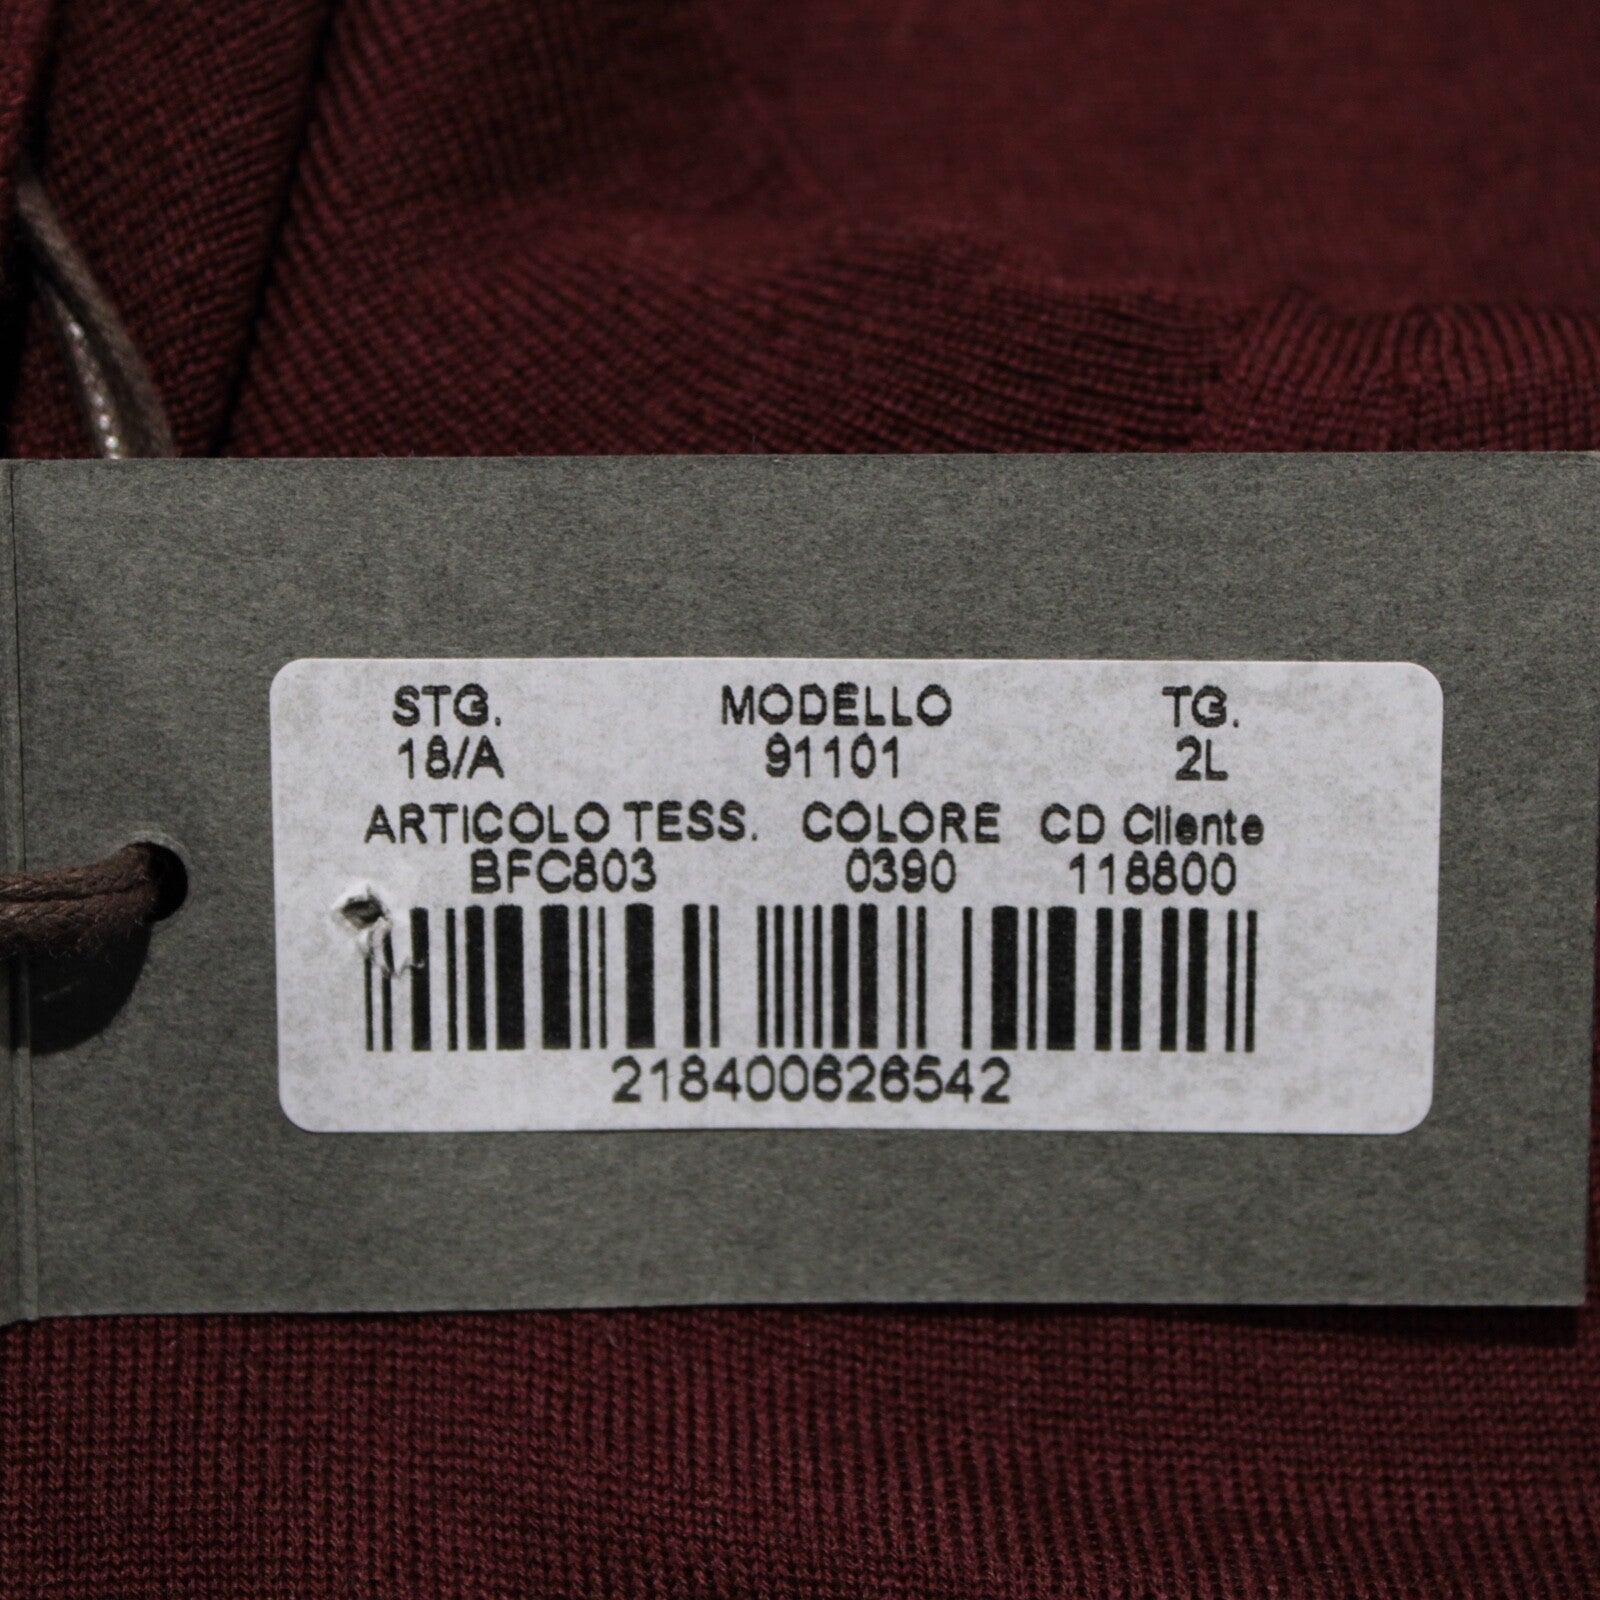 STG. MODELLO TG.
18/A 91101 2L
ARTICOLO TESS. COLORE CD Cliente
BFC803 0390 118800
218400626542